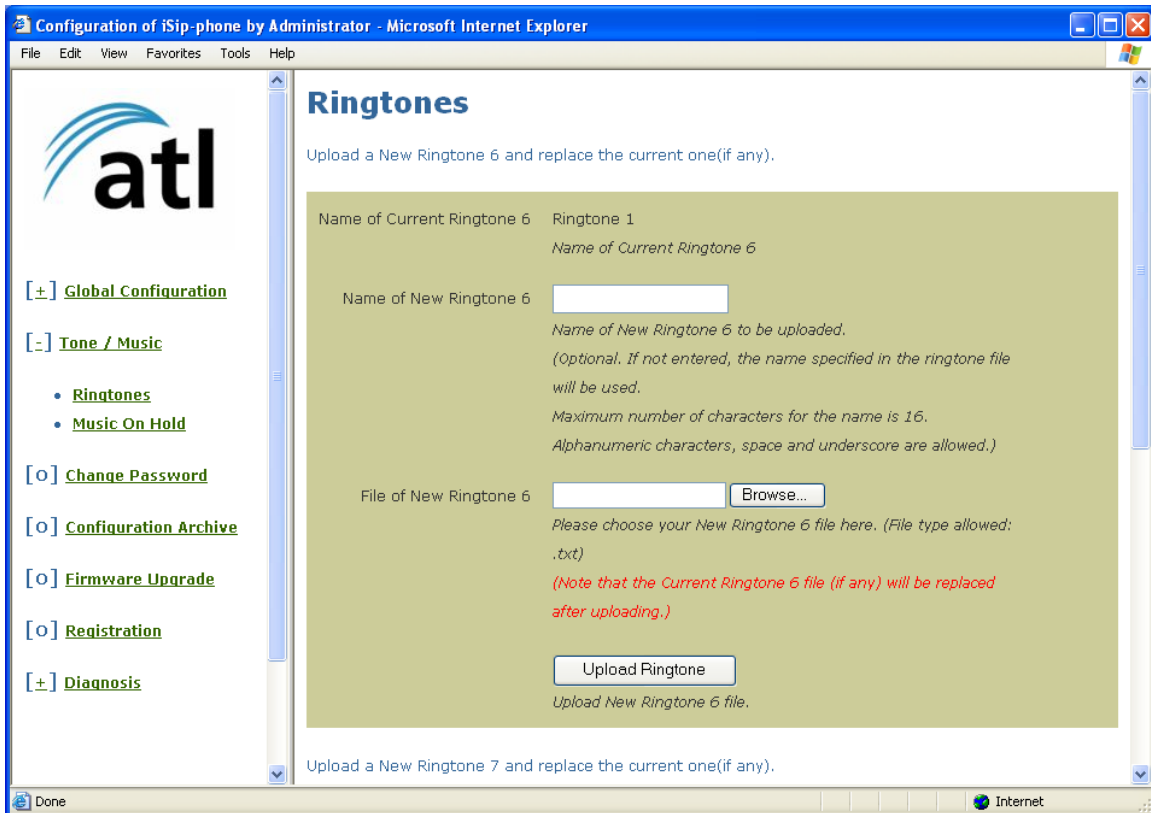 Configuration of iSip-phone by Administrator - Microsoft Internet Explorer
File Edit View Favorites Tools Help
atl
[+] Global Configuration
[-] Tone / Music
• Ringtones
• Music On Hold
[o] Change Password
[o] Configuration Archive
[o] Firmware Upgrade
[o] Registration
[+] Diagnosis
Ringtones
Upload a New Ringtone 6 and replace the current one(if any).
Name of Current Ringtone 6 Ringtone 1
Name of Current Ringtone 6
Name of New Ringtone 6
Name of New Ringtone 6 to be uploaded.
(Optional. If not entered, the name specified in the ringtone file
will be used.
Maximum number of characters for the name is 16.
Alphanumeric characters, space and underscore are allowed.)
File of New Ringtone 6 Browse...
Please choose your New Ringtone 6 file here. (File type allowed:
.txt)
(Note that the Current Ringtone 6 file (if any) will be replaced
after uploading.)
Upload Ringtone
Upload New Ringtone 6 file.
Upload a New Ringtone 7 and replace the current one(if any).
Done Internet